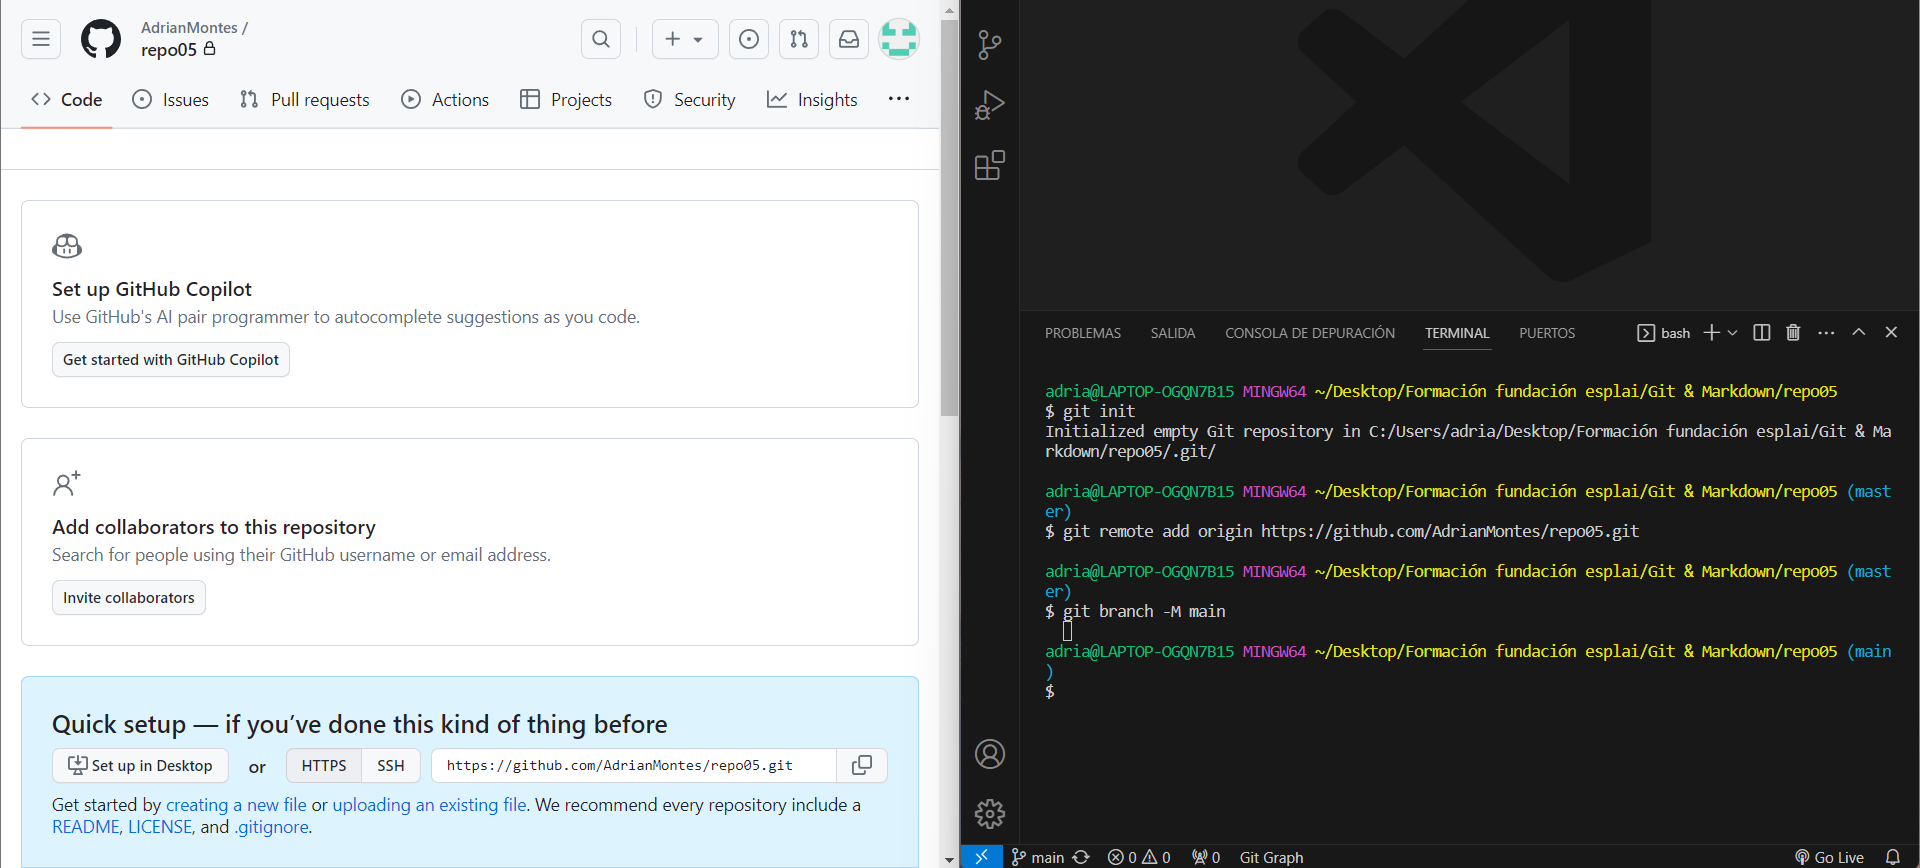 AdrianMontes /
repo05
Code
Issues
Pull requests
Actions
Projects
Security
Insights
Set up GitHub Copilot
Use GitHub's AI pair programmer to autocomplete suggestions as you code.
Get started with GitHub Copilot
Add collaborators to this repository
Search for people using their GitHub username or email address.
Invite collaborators
Quick setup — if you’ve done this kind of thing before
Set up in Desktop or HTTPS SSH https://github.com/AdrianMontes/repo05.git
Get started by creating a new file or uploading an existing file. We recommend every repository include a
README, LICENSE, and .gitignore.
PROBLEMAS SALIDA CONSOLA DE DEPURACIÓN TERMINAL PUERTOS bash
adria@LAPTOP-OGQN7B15 MINGW64 ~/Desktop/Formación fundación esplai/Git & Markdown/repo05
$ git init
Initialized empty Git repository in C:/Users/adria/Desktop/Formación fundación esplai/Git & Ma
rkdown/repo05/.git/
adria@LAPTOP-OGQN7B15 MINGW64 ~/Desktop/Formación fundación esplai/Git & Markdown/repo05 (mast
er)
$ git remote add origin https://github.com/AdrianMontes/repo05.git
adria@LAPTOP-OGQN7B15 MINGW64 ~/Desktop/Formación fundación esplai/Git & Markdown/repo05 (mast
er)
$ git branch -M main
adria@LAPTOP-OGQN7B15 MINGW64 ~/Desktop/Formación fundación esplai/Git & Markdown/repo05 (main
)
$
main 0 0 0 Git Graph Go Live